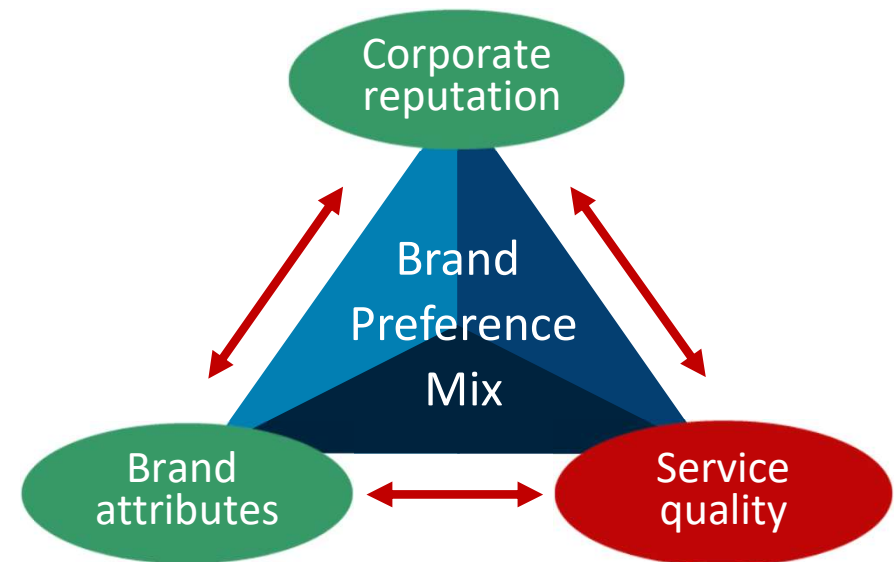 Corporate
reputation
Brand
Preference
Mix
Brand
attributes
Service
quality